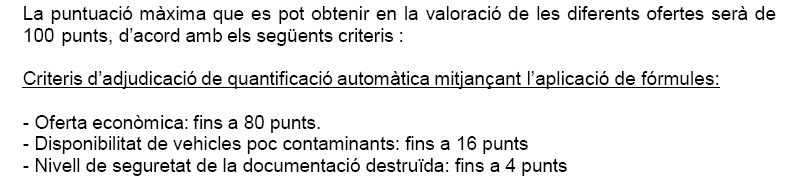 La puntuació màxima que es pot obtenir en la valoració de les diferents ofertes serà de
100 punts, d’acord amb els següents criteris :
Criteris d’adjudicació de quantificació automàtica mitjançant l’aplicació de fórmules:
- Oferta econòmica: fins a 80 punts.
- Disponibilitat de vehicles poc contaminants: fins a 16 punts
- Nivell de seguretat de la documentació destruïda: fins a 4 punts